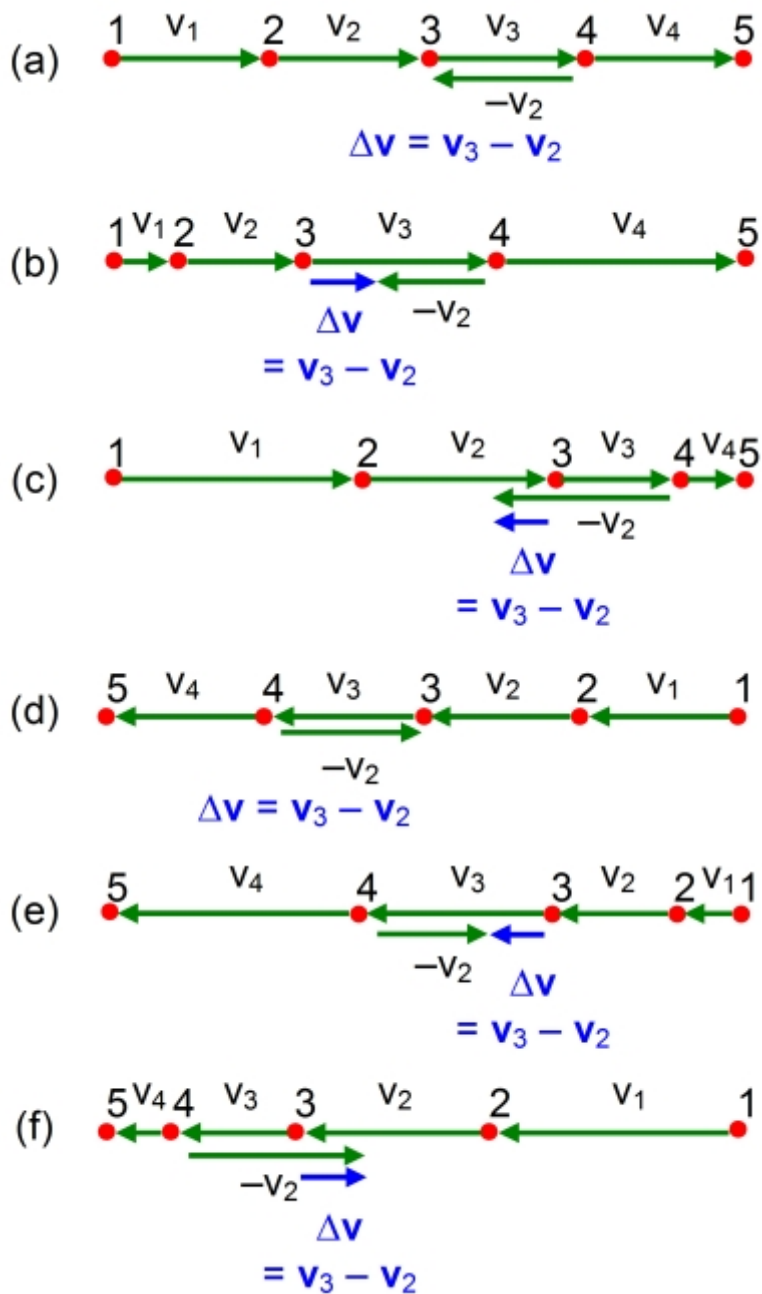 1 v₁ 2 v₂ 3 v₃ 4 v₄ 5
(a)
–v₂
Δv = v₃ – v₂
1 v₁ 2 v₂ 3 v₃ 4 v₄ 5
(b)
Δv –v₂
= v₃ – v₂
1 v₁ 2 v₂ 3 v₃ 4 v₄ 5
(c)
–v₂
Δv
= v₃ – v₂
5 v₄ 4 v₃ 3 v₂ 2 v₁ 1
(d)
–v₂
Δv = v₃ – v₂
5 v₄ 4 v₃ 3 v₂ 2 v₁ 1
(e)
–v₂ Δv
= v₃ – v₂
5 v₄ 4 v₃ 3 v₂ 2 v₁ 1
(f)
–v₂
Δv
= v₃ – v₂